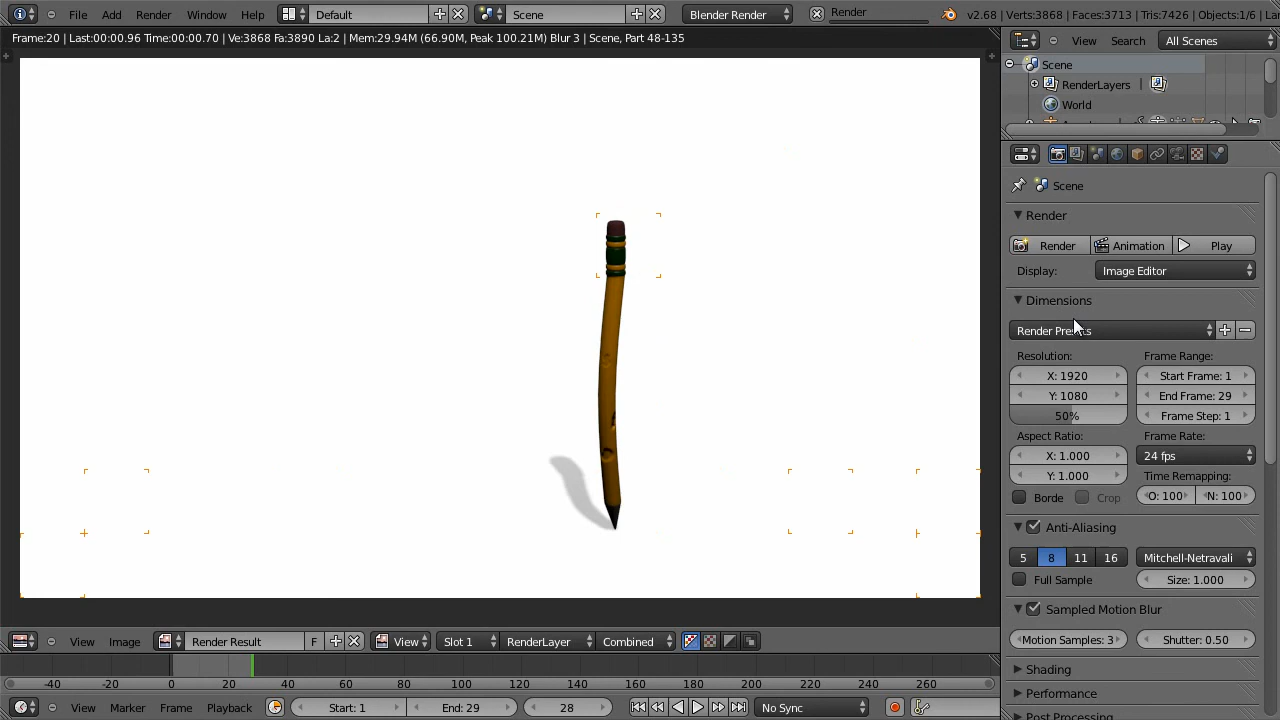 File Add Render Window Help Default Scene Blender Render Render v2.68 | Verts:3868 | Faces:3713 | Tris:7426 | Objects:1/6 | Lar
Frame:20 | Last:00:00.96 Time:00:00.70 | Ve:3868 Fa:3890 La:2 | Mem:29.94M (66.90M, Peak 100.21M) Blur 3 | Scene, Part 48-135
View Search All Scenes
Scene
RenderLayers
World
Scene
Render
Render Animation Play
Display: Image Editor
Dimensions
Render Presets
Resolution: Frame Range:
X: 1920 Start Frame: 1
Y: 1080 End Frame: 29
50% Frame Step: 1
Aspect Ratio: Frame Rate:
X: 1.000 24 fps
Y: 1.000 Time Remapping:
Borde Crop O: 100 N: 100
Anti-Aliasing
5 8 11 16 Mitchell-Netravali
Full Sample Size: 1.000
Sampled Motion Blur
Motion Samples: 3 Shutter: 0.50
Shading
Performance
Post Processing
View Image Render Result F View Slot 1 RenderLayer Combined
-40 -20 0 20 40 60 80 100 120 140 160 180 200 220 240 260
View Marker Frame Playback Start: 1 End: 29 28 No Sync